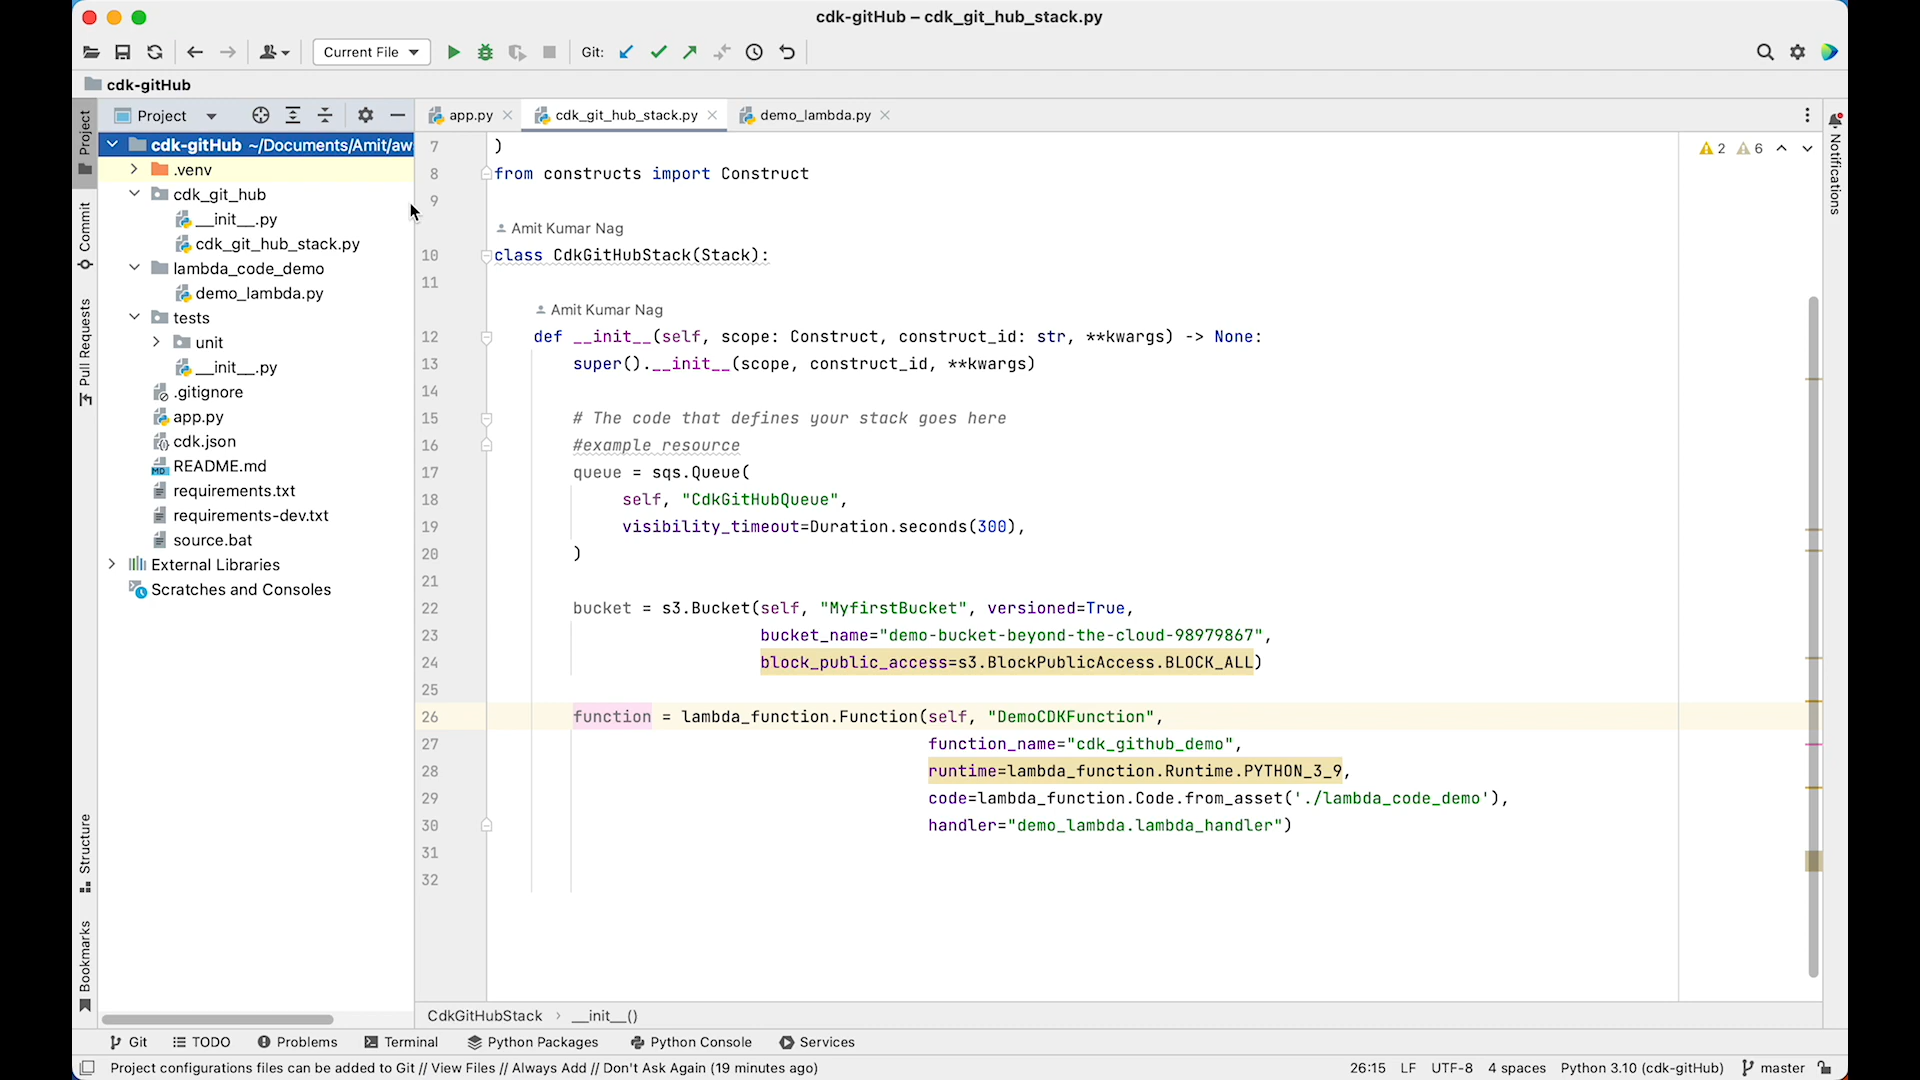 cdk-gitHub – cdk_git_hub_stack.py
Current File
Git:
cdk-gitHub
Project
app.py
cdk_git_hub_stack.py
demo_lambda.py
Project
Commit
Pull Requests
Structure
Bookmarks
Notifications
cdk-gitHub ~/Documents/Amit/aw
.venv
cdk_git_hub
__init__.py
cdk_git_hub_stack.py
lambda_code_demo
demo_lambda.py
tests
unit
__init__.py
.gitignore
app.py
cdk.json
README.md
requirements.txt
requirements-dev.txt
source.bat
External Libraries
Scratches and Consoles
2 6
7 )
8 from constructs import Construct
9
Amit Kumar Nag
10 class CdkGitHubStack(Stack):
11
Amit Kumar Nag
12 def __init__(self, scope: Construct, construct_id: str, **kwargs) -> None:
13 super().__init__(scope, construct_id, **kwargs)
14
15 # The code that defines your stack goes here
16 #example resource
17 queue = sqs.Queue(
18 self, "CdkGitHubQueue",
19 visibility_timeout=Duration.seconds(300),
20 )
21
22 bucket = s3.Bucket(self, "MyfirstBucket", versioned=True,
23 bucket_name="demo-bucket-beyond-the-cloud-98979867",
24 block_public_access=s3.BlockPublicAccess.BLOCK_ALL)
25
26 function = lambda_function.Function(self, "DemoCDKFunction",
27 function_name="cdk_github_demo",
28 runtime=lambda_function.Runtime.PYTHON_3_9,
29 code=lambda_function.Code.from_asset('./lambda_code_demo'),
30 handler="demo_lambda.lambda_handler")
31
32
CdkGitHubStack › __init__()
Git TODO Problems Terminal Python Packages Python Console Services
Project configurations files can be added to Git // View Files // Always Add // Don't Ask Again (19 minutes ago)
26:15 LF UTF-8 4 spaces Python 3.10 (cdk-gitHub) master